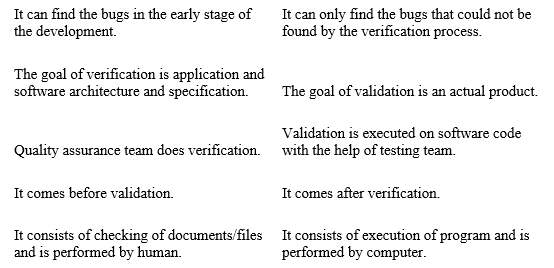 It can find the bugs in the early stage of
the development.
It can only find the bugs that could not be
found by the verification process.
The goal of verification is application and
software architecture and specification.
The goal of validation is an actual product.
Quality assurance team does verification.
Validation is executed on software code
with the help of testing team.
It comes before validation.
It comes after verification.
It consists of checking of documents/files
and is performed by human.
It consists of execution of program and is
performed by computer.